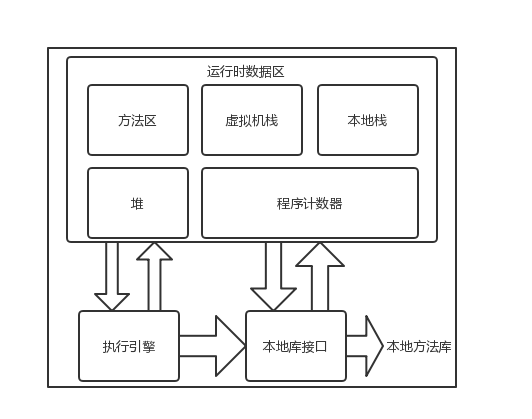 运行时数据区
方法区
虚拟机栈
本地栈
堆
程序计数器
执行引擎
本地库接口
本地方法库